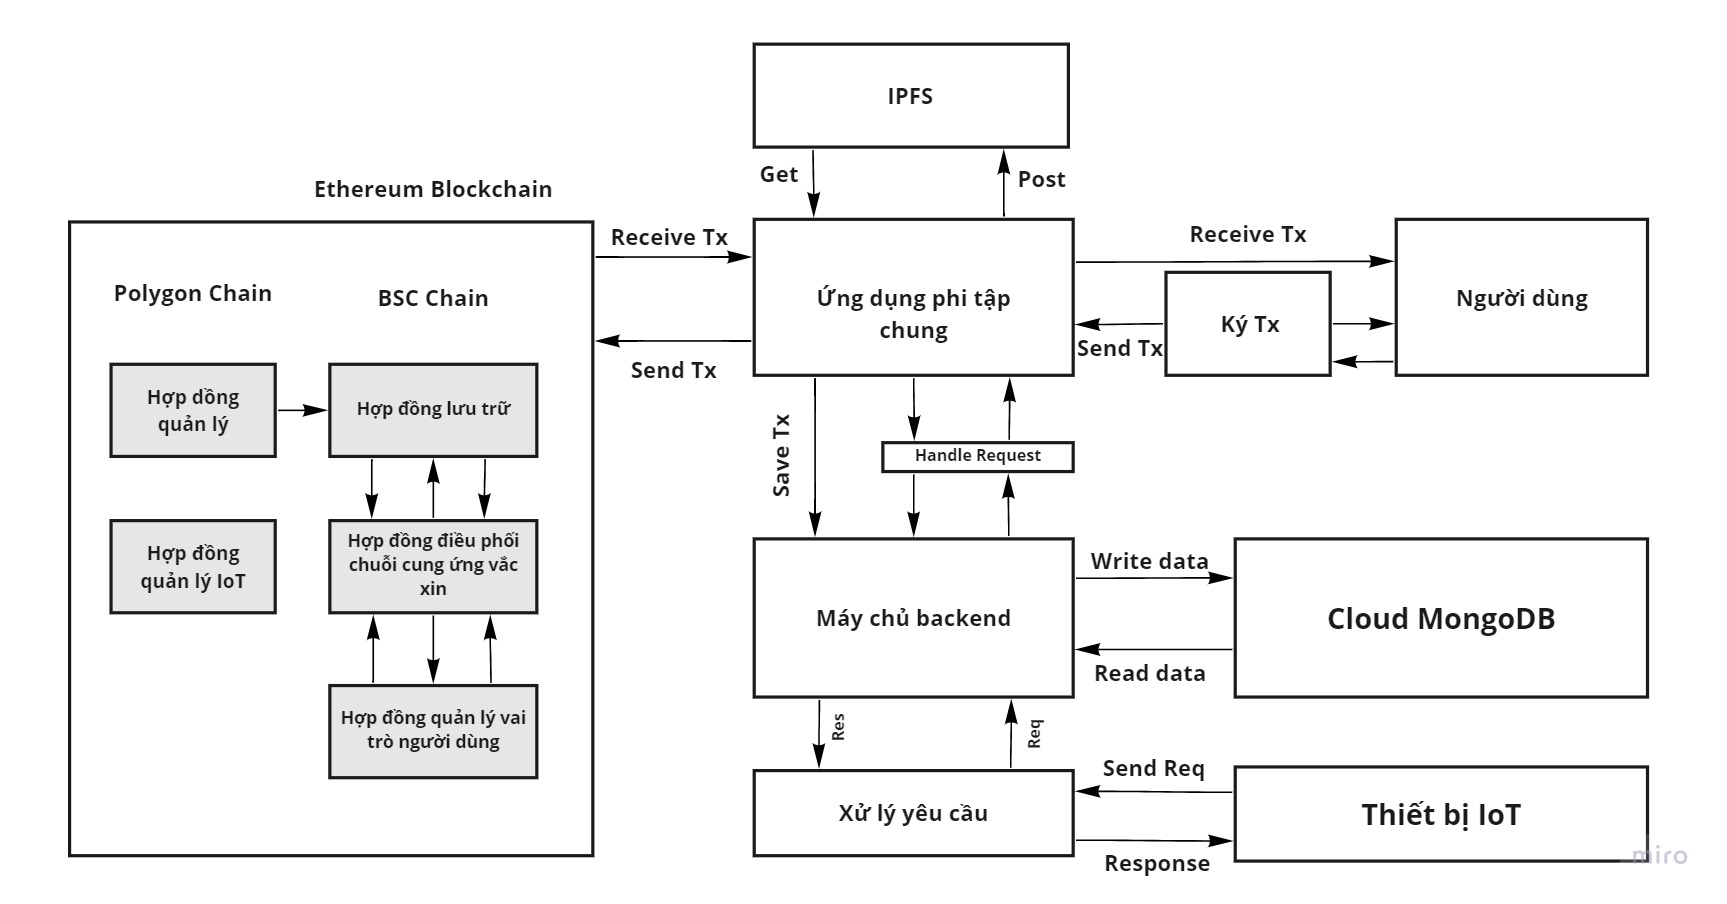 IPFS
Get
Post
Ethereum Blockchain
Receive Tx
Send Tx
Polygon Chain
BSC Chain
Hợp dồng
quản lý
Hợp đồng lưu trữ
Hợp đồng
quản lý IoT
Hợp đồng điều phối
chuỗi cung ứng vắc
xin
Hợp đồng quản lý vai
trò người dùng
Ứng dụng phi tập
chung
Receive Tx
Ký Tx
Send Tx
Người dùng
Save Tx
Handle Request
Máy chủ backend
Write data
Read data
Cloud MongoDB
Res
Req
Xử lý yêu cầu
Send Req
Response
Thiết bị IoT
miro